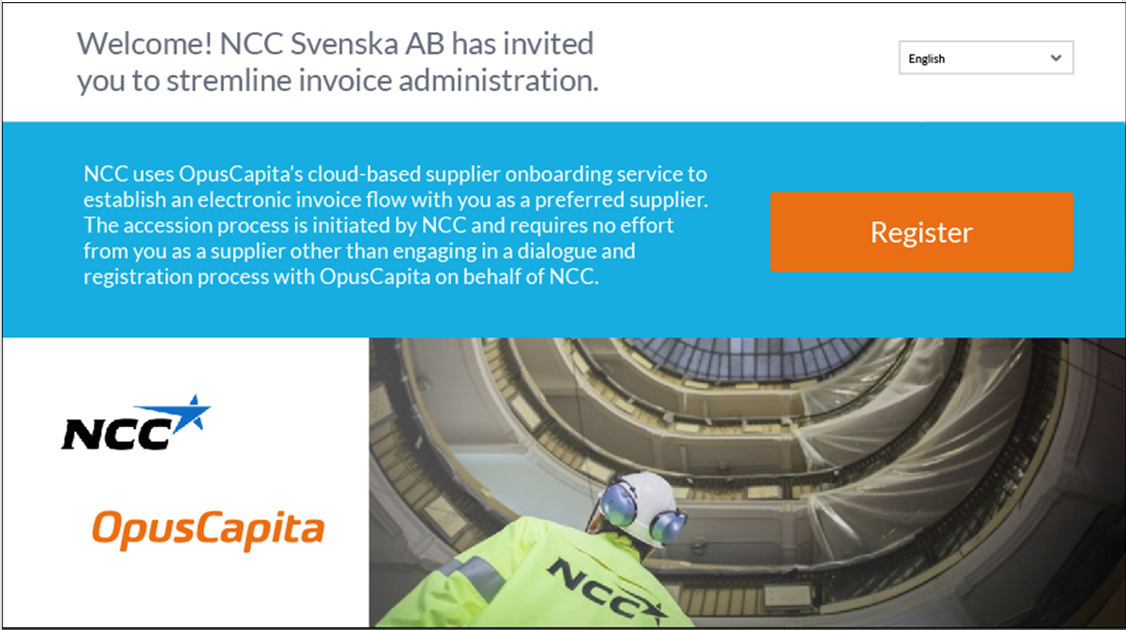 Welcome! NCC Svenska AB has invited
you to stremline invoice administration.
English
NCC uses OpusCapita's cloud-based supplier onboarding service to
establish an electronic invoice flow with you as a preferred supplier.
The accession process is initiated by NCC and requires no effort
from you as a supplier other than engaging in a dialogue and
registration process with OpusCapita on behalf of NCC.
Register
NCC
OpusCapita
NCC